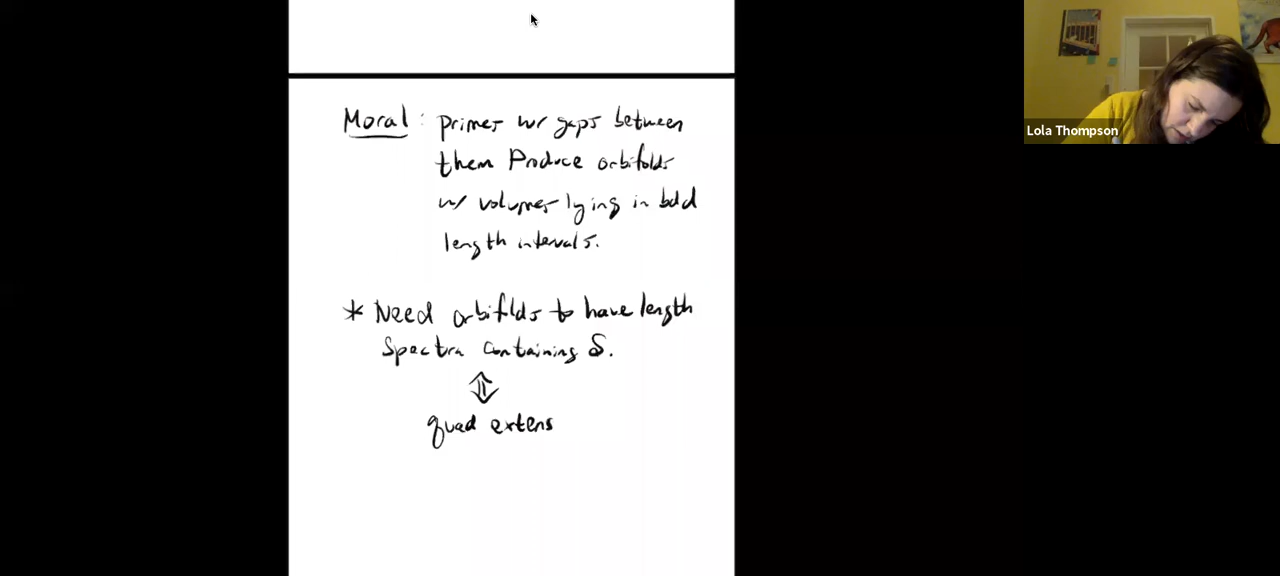 Moral: primes w/ gaps between
them Produce orbifolds
w/ volumes lying in bdd
length intervals.
* Need orbifolds to have length
Spectra containing S.
⇕
quad extens
Lola Thompson